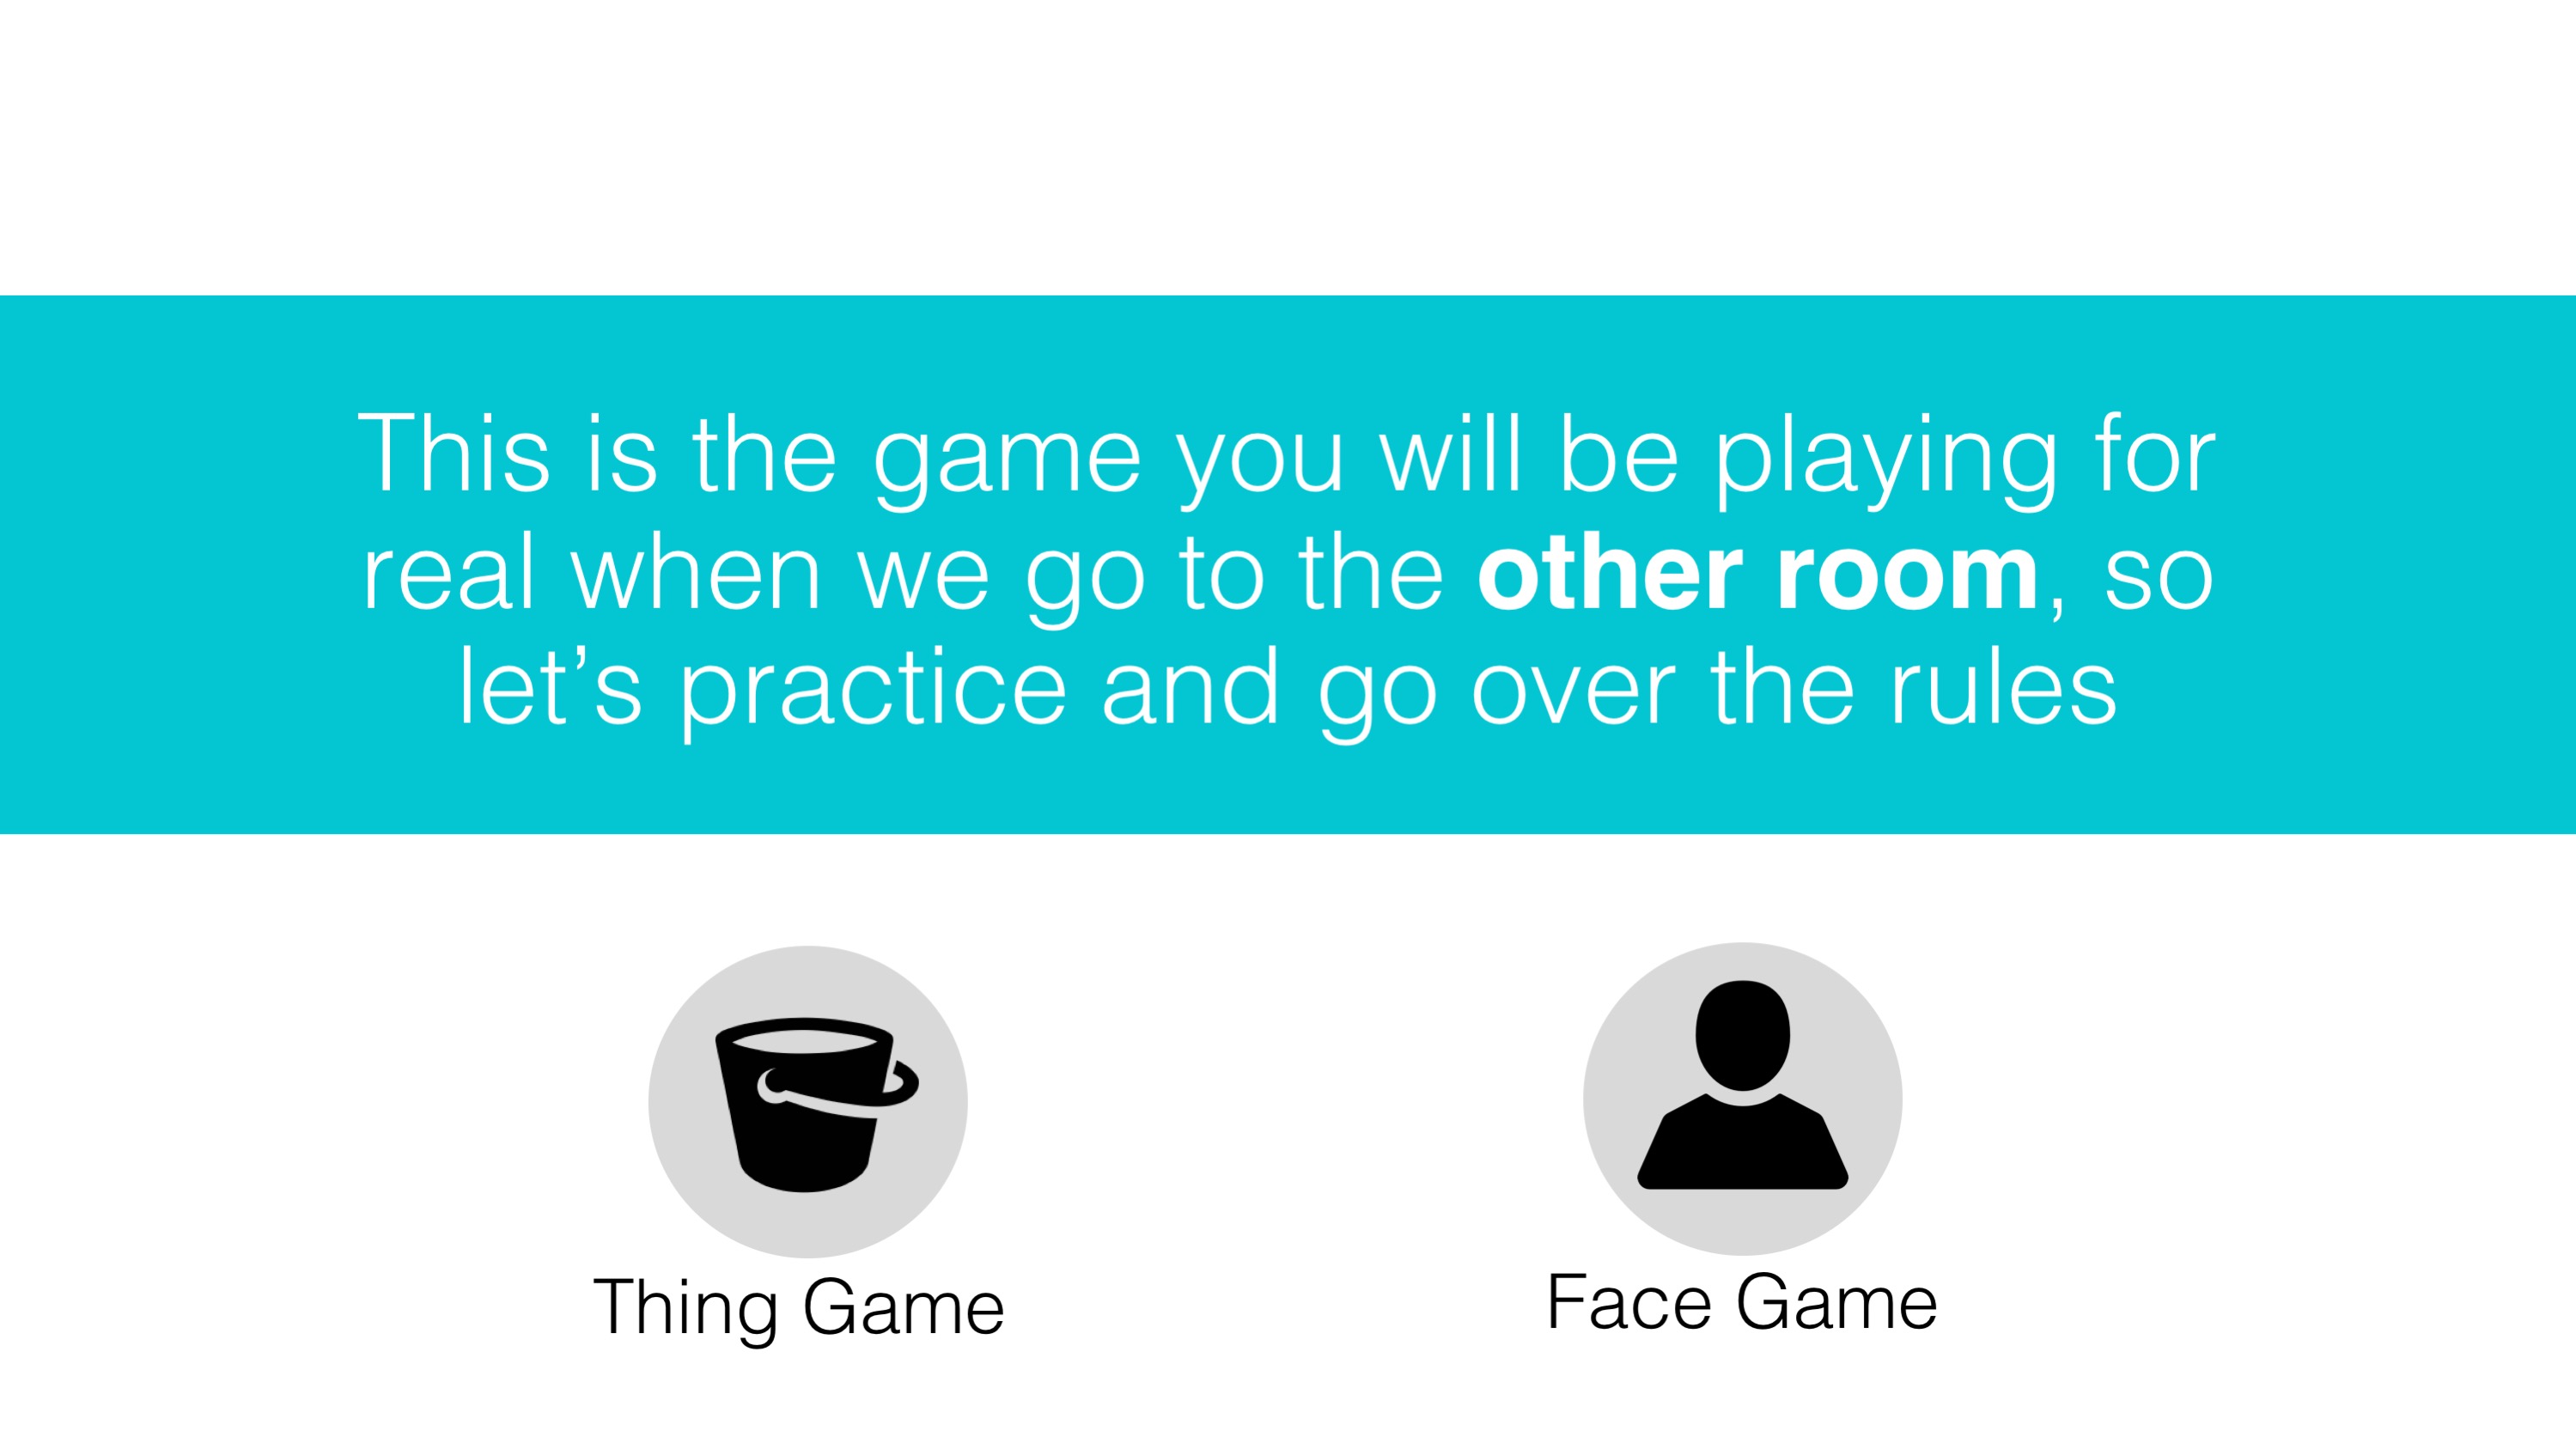 This is the game you will be playing for
real when we go to the other room, so
let’s practice and go over the rules
Thing Game
Face Game